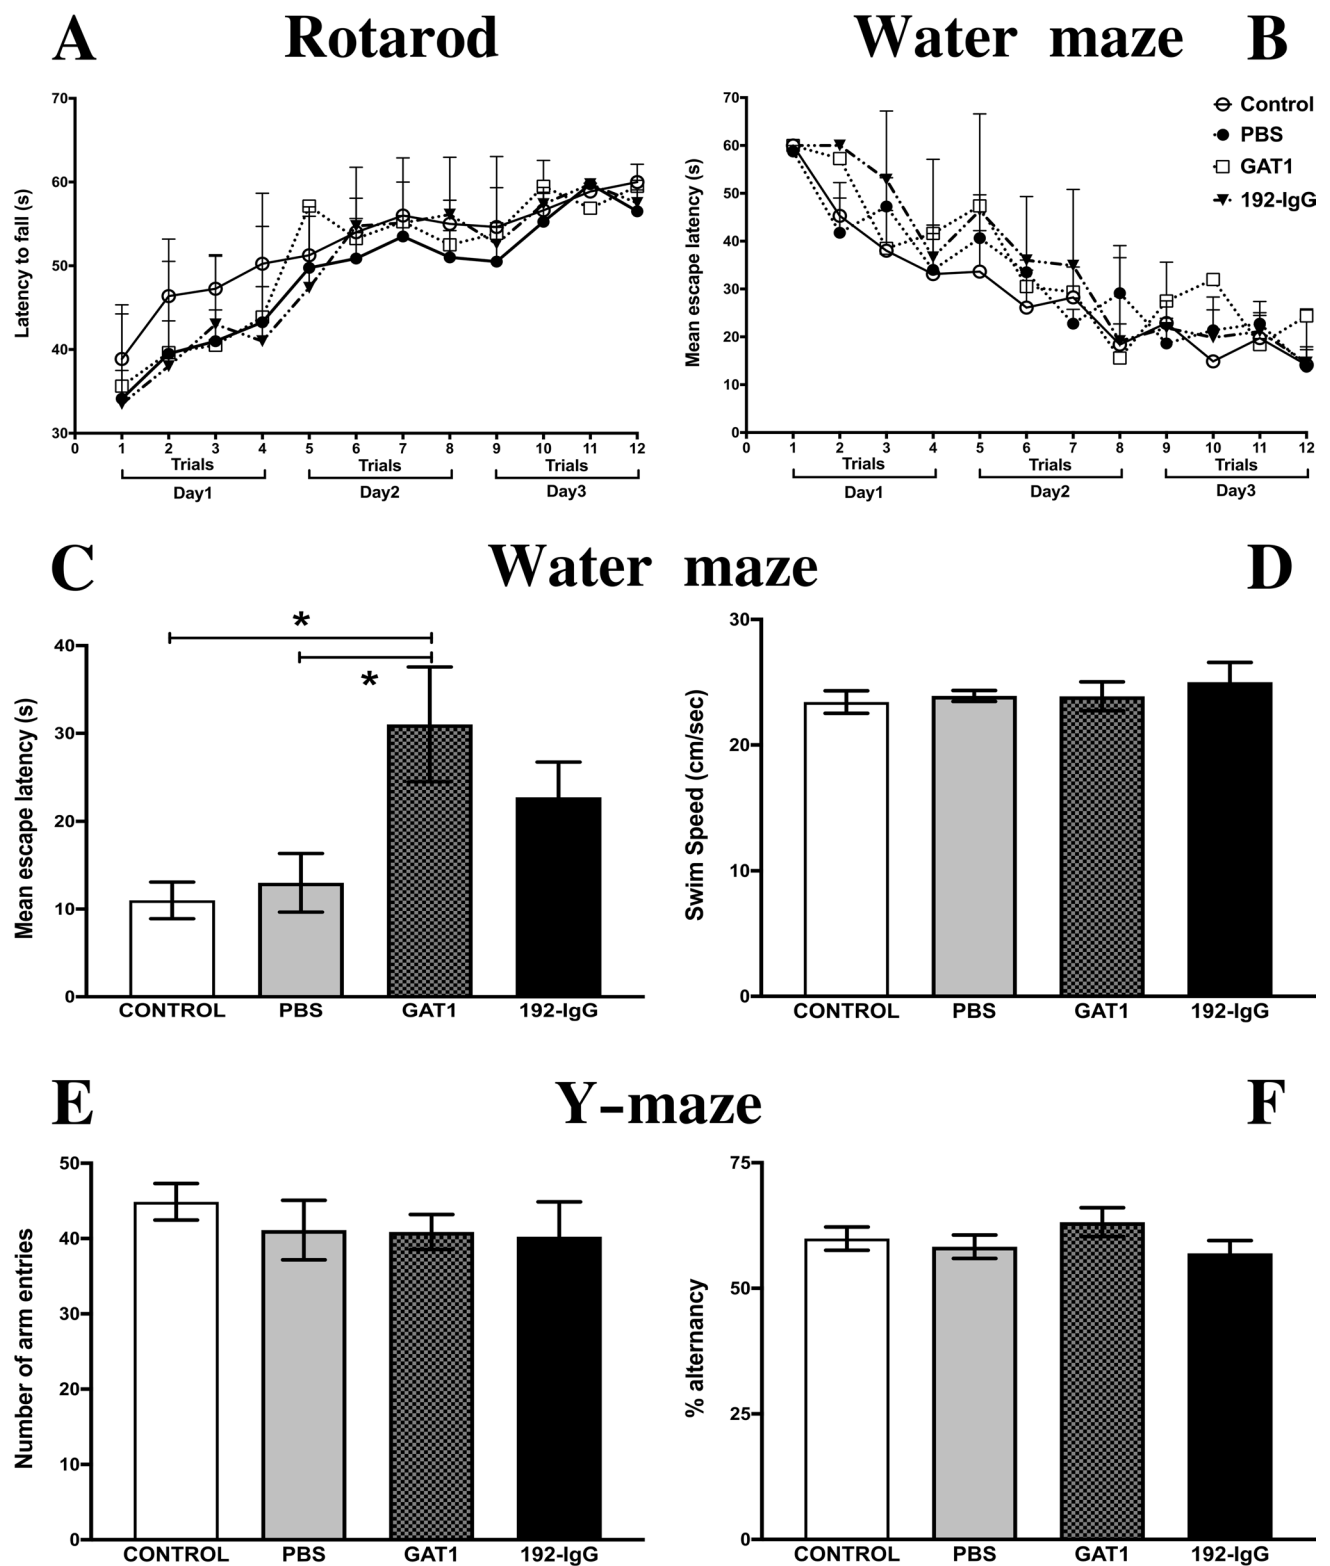 A Rotarod
Water maze B
Latency to fall (s)
70
60
50
40
30
0 1 2 3 4 5 6 7 8 9 10 11 12
Trials Trials Trials
Day1 Day2 Day3
Mean escape latency (s)
70
60
50
40
30
20
10
0
0 1 2 3 4 5 6 7 8 9 10 11 12
Trials Trials Trials
Day1 Day2 Day3
Control
PBS
GAT1
192-IgG
C Water maze D
Mean escape latency (s)
40
30
20
10
0
*
*
CONTROL PBS GAT1 192-IgG
Swim Speed (cm/sec)
30
20
10
0
CONTROL PBS GAT1 192-IgG
E Y-maze F
Number of arm entries
50
40
30
20
10
0
CONTROL PBS GAT1 192-IgG
% alternancy
75
50
25
0
CONTROL PBS GAT1 192-IgG